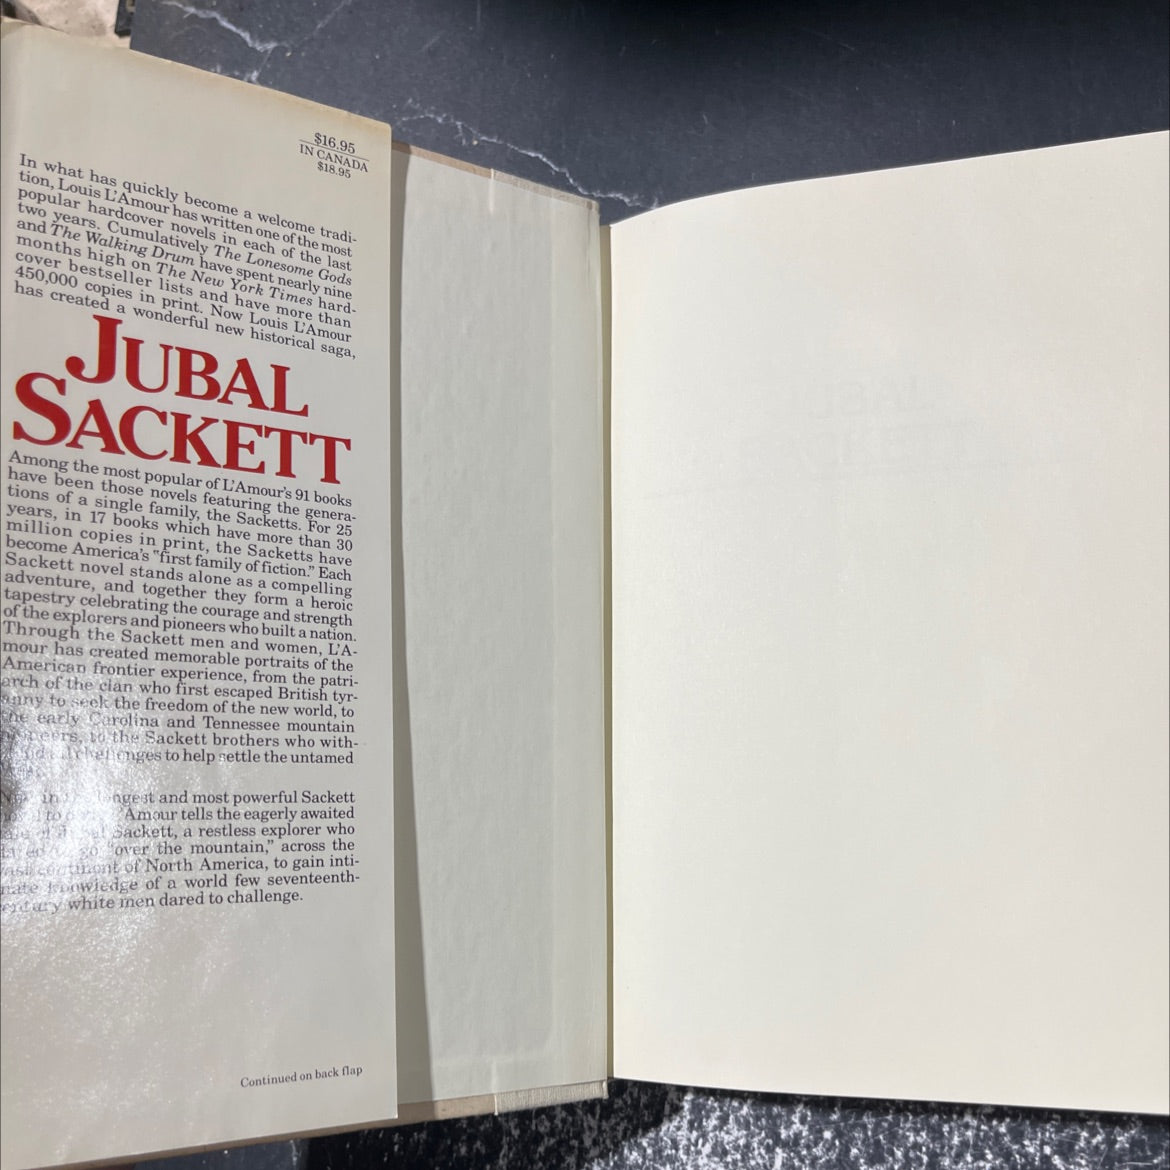 $16.95
IN CANADA
$18.95
In what has quickly become a welcome tradi-
tion, Louis L'Amour has written one of the most
popular hardcover novels in each of the last
two years. Cumulatively The Lonesome Gods
and The Walking Drum have spent nearly nine
months high on The New York Times hard-
cover bestseller lists and have more than
450,000 copies in print. Now Louis L'Amour
has created a wonderful new historical saga,
JUBAL
SACKETT
Among the most popular of L'Amour's 91 books
have been those novels featuring the genera-
tions of a single family, the Sacketts. For 25
years, in 17 books which have more than 30
million copies in print, the Sacketts have
become America's "first family of fiction." Each
Sackett novel stands alone as a compelling
adventure, and together they form a heroic
tapestry celebrating the courage and strength
of the explorers and pioneers who built a nation.
Through the Sackett men and women, L'A-
mour has created memorable portraits of the
American frontier experience, from the patri-
arch of the clan who first escaped British tyr-
anny to seek the freedom of the new world, to
the early Carolina and Tennessee mountain
pioneers, to the Sackett brothers who with-
challenges to help settle the untamed
in longest and most powerful Sackett
to Amour tells the eagerly awaited
Sackett, a restless explorer who
go "over the mountain," across the
vast continent of North America, to gain inti-
mate knowledge of a world few seventeenth-
century white men dared to challenge.
Continued on back flap